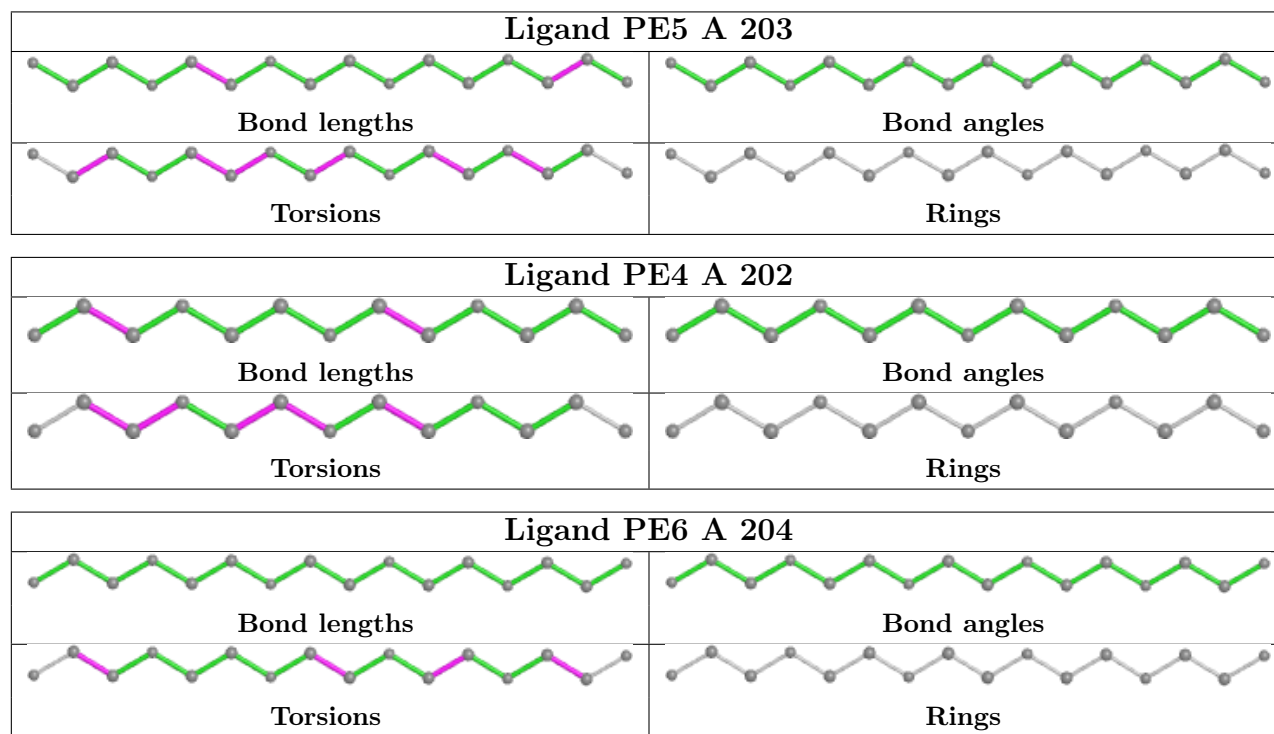 Ligand PE5 A 203
Bond lengths
Bond angles
Torsions
Rings
Ligand PE4 A 202
Bond lengths
Bond angles
Torsions
Rings
Ligand PE6 A 204
Bond lengths
Bond angles
Torsions
Rings